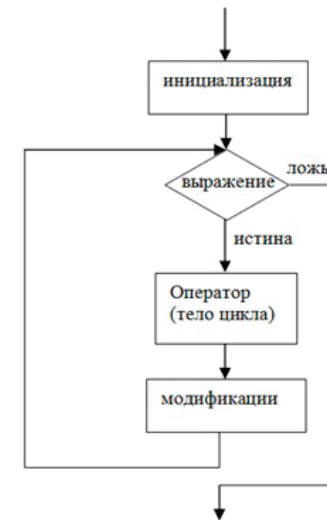 инициализация
выражение
ложь
истина
Оператор
(тело цикла)
модификации